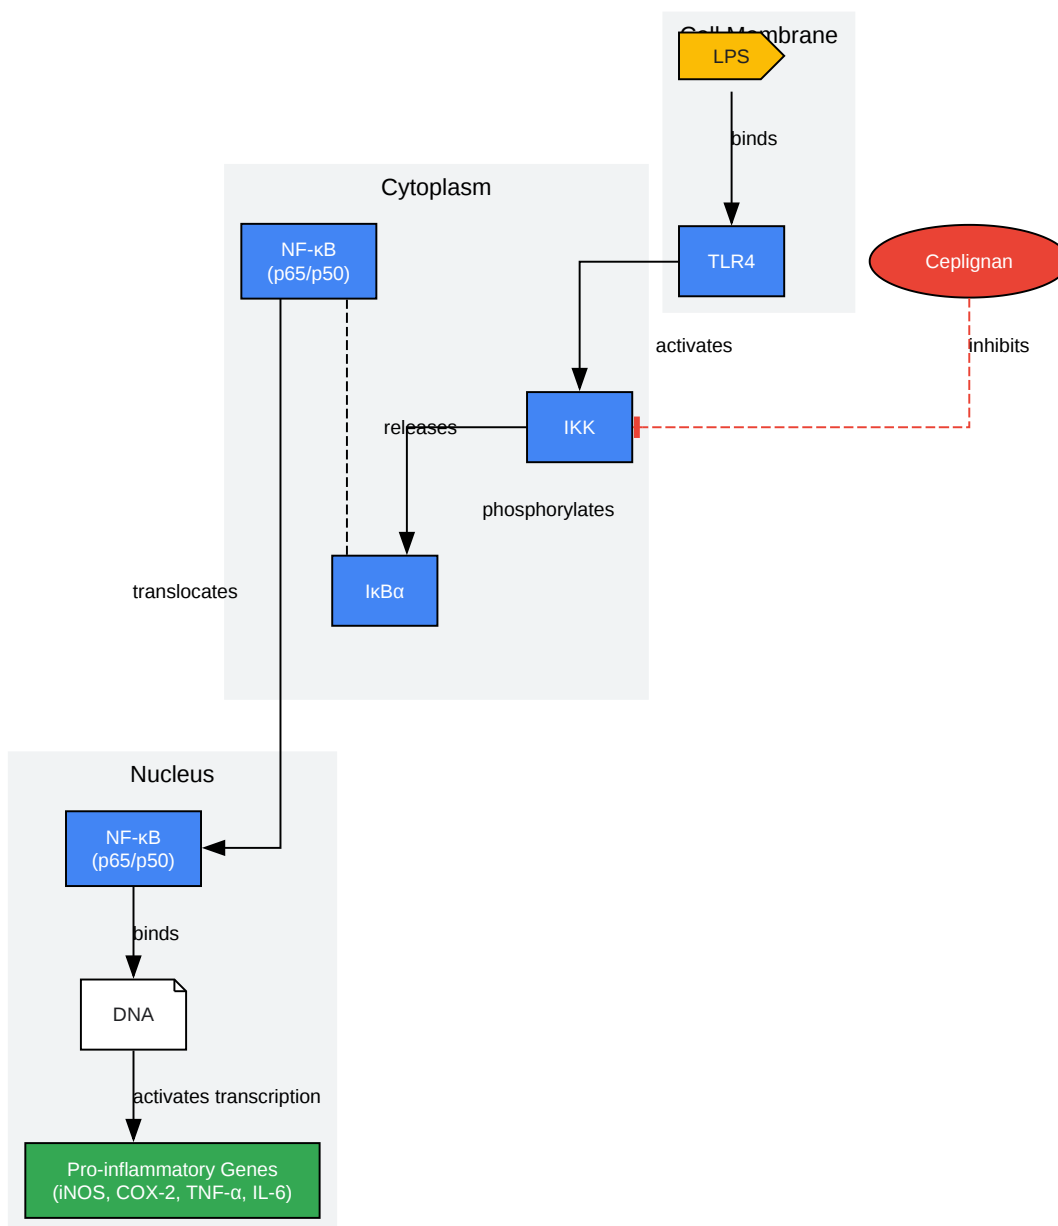 Cell Membrane
LPS
binds
Cytoplasm
NF-κB
(p65/p50)
TLR4
Ceplignan
activates
inhibits
releases
IKK
phosphorylates
translocates
IκBα
Nucleus
NF-κB
(p65/p50)
binds
DNA
activates transcription
Pro-inflammatory Genes
(iNOS, COX-2, TNF-α, IL-6)